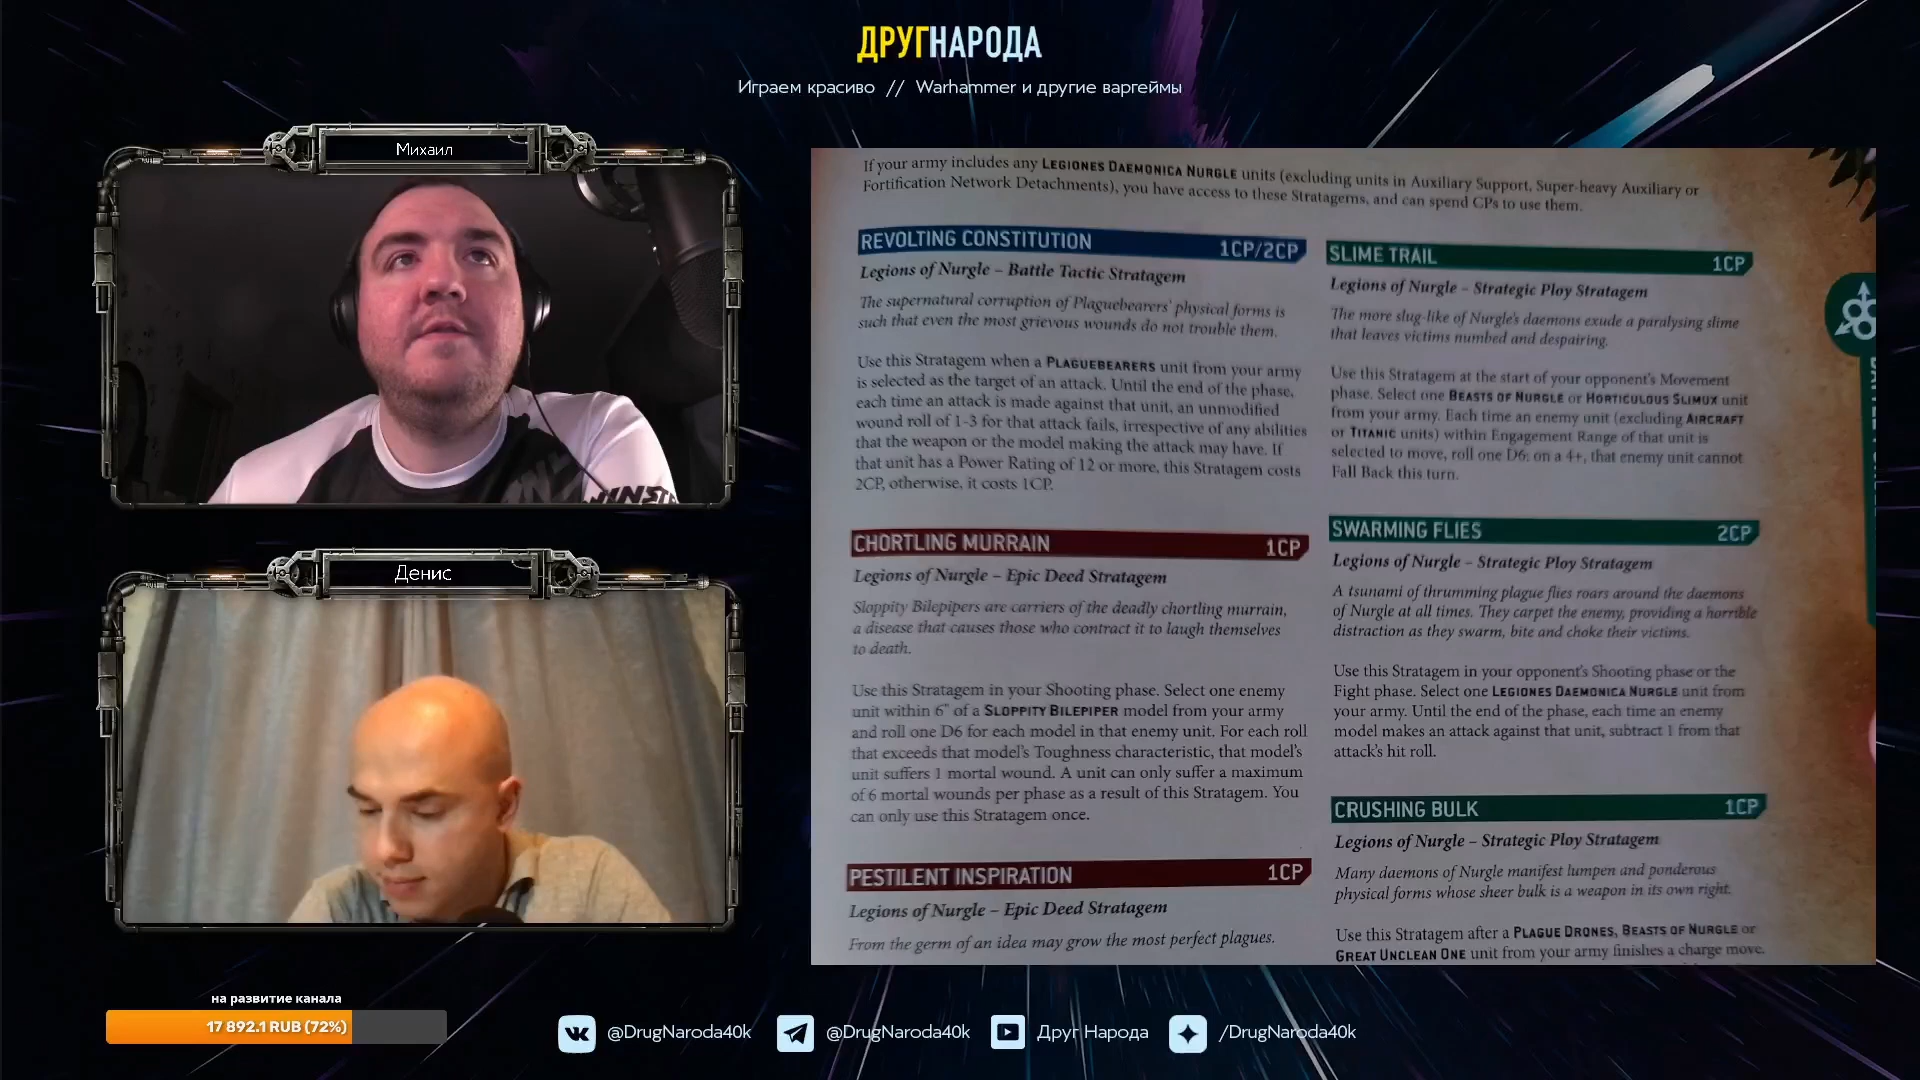 ДРУГНАРОДА
Играем красиво // Warhammer и другие варгеймы
Михаил
Денис
If your army includes any LEGIONES DAEMONICA NURGLE units (excluding units in Auxiliary Support, Super-heavy Auxiliary or
Fortification Network Detachments), you have access to these Stratagems, and can spend CPs to use them.
REVOLTING CONSTITUTION 1CP/2CP
Legions of Nurgle – Battle Tactic Stratagem
The supernatural corruption of Plaguebearers' physical forms is
such that even the most grievous wounds do not trouble them.
Use this Stratagem when a PLAGUEBEARERS unit from your army
is selected as the target of an attack. Until the end of the phase,
each time an attack is made against that unit, an unmodified
wound roll of 1-3 for that attack fails, irrespective of any abilities
that the weapon or the model making the attack may have. If
that unit has a Power Rating of 12 or more, this Stratagem costs
2CP, otherwise, it costs 1CP.
CHORTLING MURRAIN 1CP
Legions of Nurgle – Epic Deed Stratagem
Sloppity Bilepipers are carriers of the deadly chortling murrain,
a disease that causes those who contract it to laugh themselves
to death.
Use this Stratagem in your Shooting phase. Select one enemy
unit within 6" of a SLOPPITY BILEPIPER model from your army
and roll one D6 for each model in that enemy unit. For each roll
that exceeds that model's Toughness characteristic, that model's
unit suffers 1 mortal wound. A unit can only suffer a maximum
of 6 mortal wounds per phase as a result of this Stratagem. You
can only use this Stratagem once.
PESTILENT INSPIRATION 1CP
Legions of Nurgle – Epic Deed Stratagem
From the germ of an idea may grow the most perfect plagues.
SLIME TRAIL 1CP
Legions of Nurgle – Strategic Ploy Stratagem
The more slug-like of Nurgle's daemons exude a paralysing slime
that leaves victims numbed and despairing.
Use this Stratagem at the start of your opponent's Movement
phase. Select one BEASTS OF NURGLE or HORTICULOUS SLIMUX unit
from your army. Each time an enemy unit (excluding AIRCRAFT
or TITANIC units) within Engagement Range of that unit is
selected to move, roll one D6; on a 4+, that enemy unit cannot
Fall Back this turn.
SWARMING FLIES 2CP
Legions of Nurgle – Strategic Ploy Stratagem
A tsunami of thrumming plague flies roars around the daemons
of Nurgle at all times. They carpet the enemy, providing a horrible
distraction as they swarm, bite and choke their victims.
Use this Stratagem in your opponent's Shooting phase or the
Fight phase. Select one LEGIONES DAEMONICA NURGLE unit from
your army. Until the end of the phase, each time an enemy
model makes an attack against that unit, subtract 1 from that
attack's hit roll.
CRUSHING BULK 1CP
Legions of Nurgle – Strategic Ploy Stratagem
Many daemons of Nurgle manifest lumpen and ponderous
physical forms whose sheer bulk is a weapon in its own right.
Use this Stratagem after a PLAGUE DRONES, BEASTS OF NURGLE or
GREAT UNCLEAN ONE unit from your army finishes a charge move.
на развитие канала
17 892.1 RUB (72%)
@DrugNaroda40k
@DrugNaroda40k
Друг Народа
/DrugNaroda40k